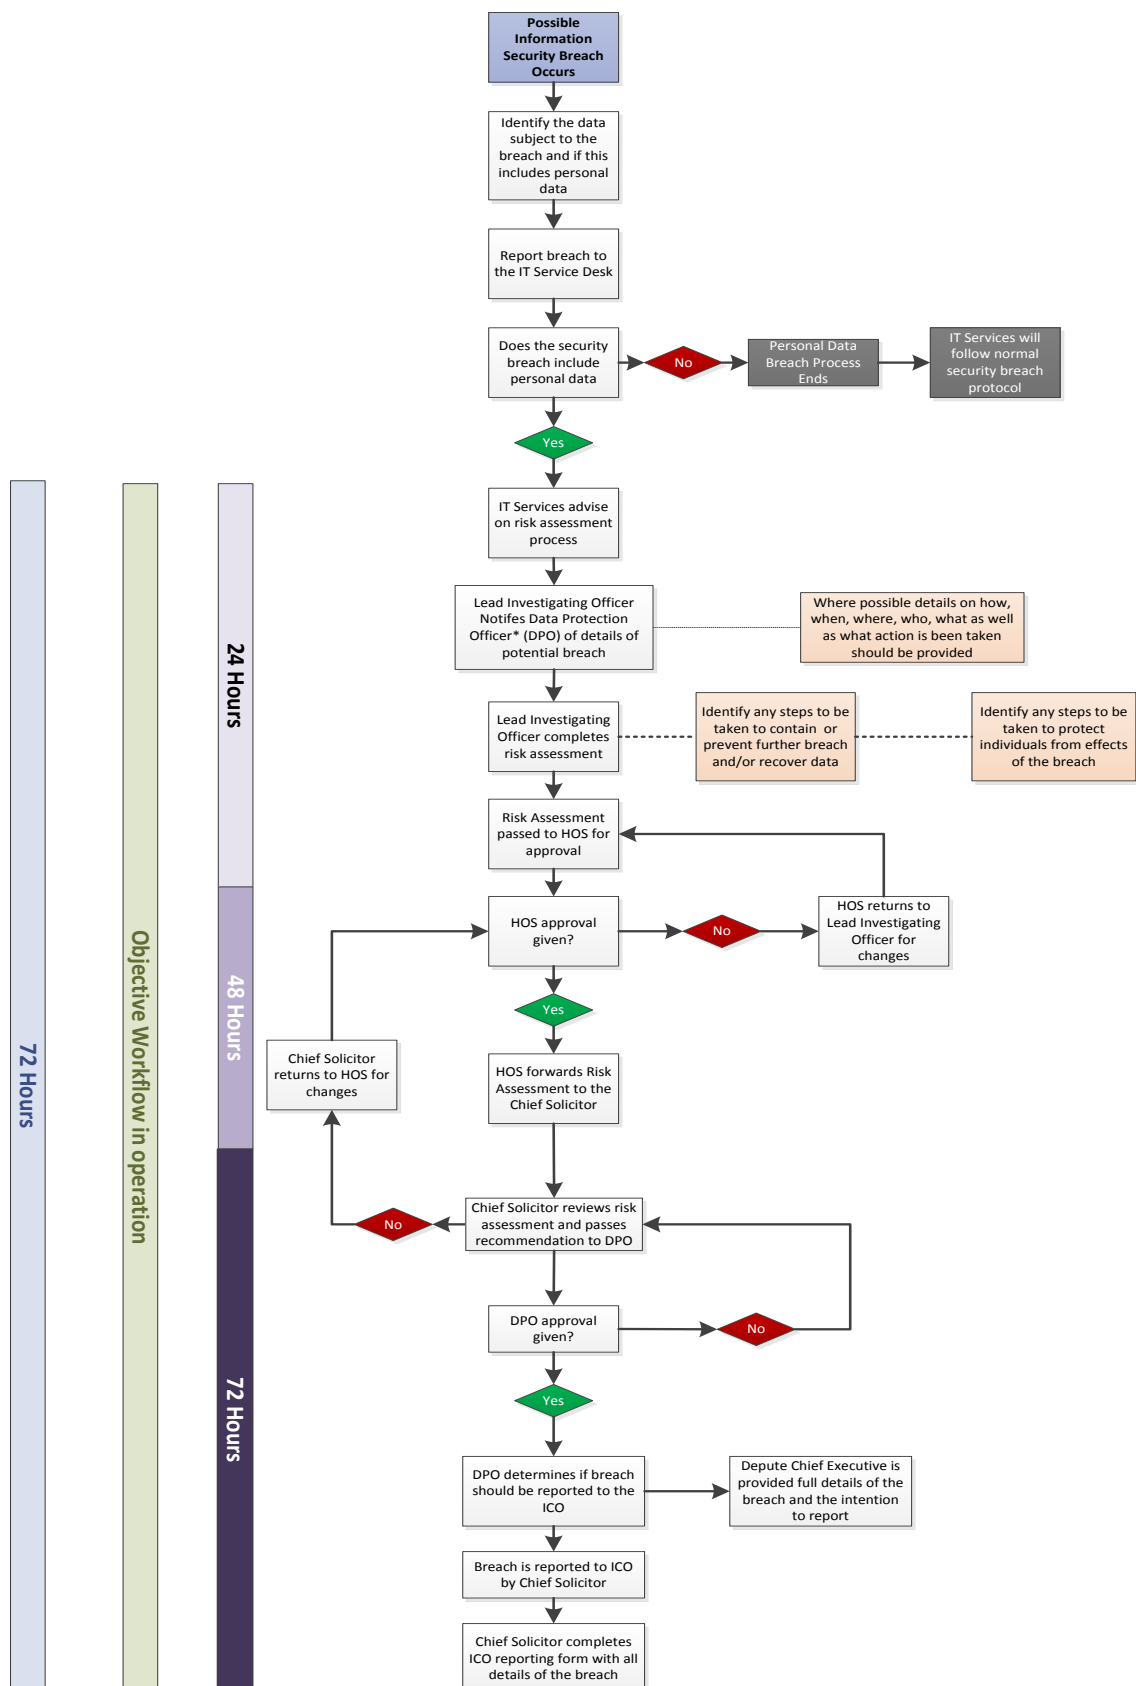 Possible
Information
Security Breach
Occurs
Identify the data
subject to the
breach and if this
includes personal
data
Report breach to
the IT Service Desk
Does the security
breach include
personal data
No
Personal Data
Breach Process
Ends
IT Services will
follow normal
security breach
protocol
Yes
IT Services advise
on risk assessment
process
Lead Investigating Officer
Notifes Data Protection
Officer* (DPO) of details of
potential breach
Where possible details on how,
when, where, who, what as well
as what action is been taken
should be provided
24 Hours
Lead Investigating
Officer completes
risk assessment
Identify any steps to be
taken to contain or
prevent further breach
and/or recover data
Identify any steps to be
taken to protect
individuals from effects
of the breach
Risk Assessment
passed to HOS for
approval
HOS approval
given?
No
HOS returns to
Lead Investigating
Officer for
changes
48 Hours
Objective Workflow in operation
72 Hours
Yes
Chief Solicitor
returns to HOS for
changes
HOS forwards Risk
Assessment to the
Chief Solicitor
No
Chief Solicitor reviews risk
assessment and passes
recommendation to DPO
DPO approval
given?
No
72 Hours
Yes
DPO determines if breach
should be reported to the
ICO
Depute Chief Executive is
provided full details of the
breach and the intention
to report
Breach is reported to ICO
by Chief Solicitor
Chief Solicitor completes
ICO reporting form with all
details of the breach